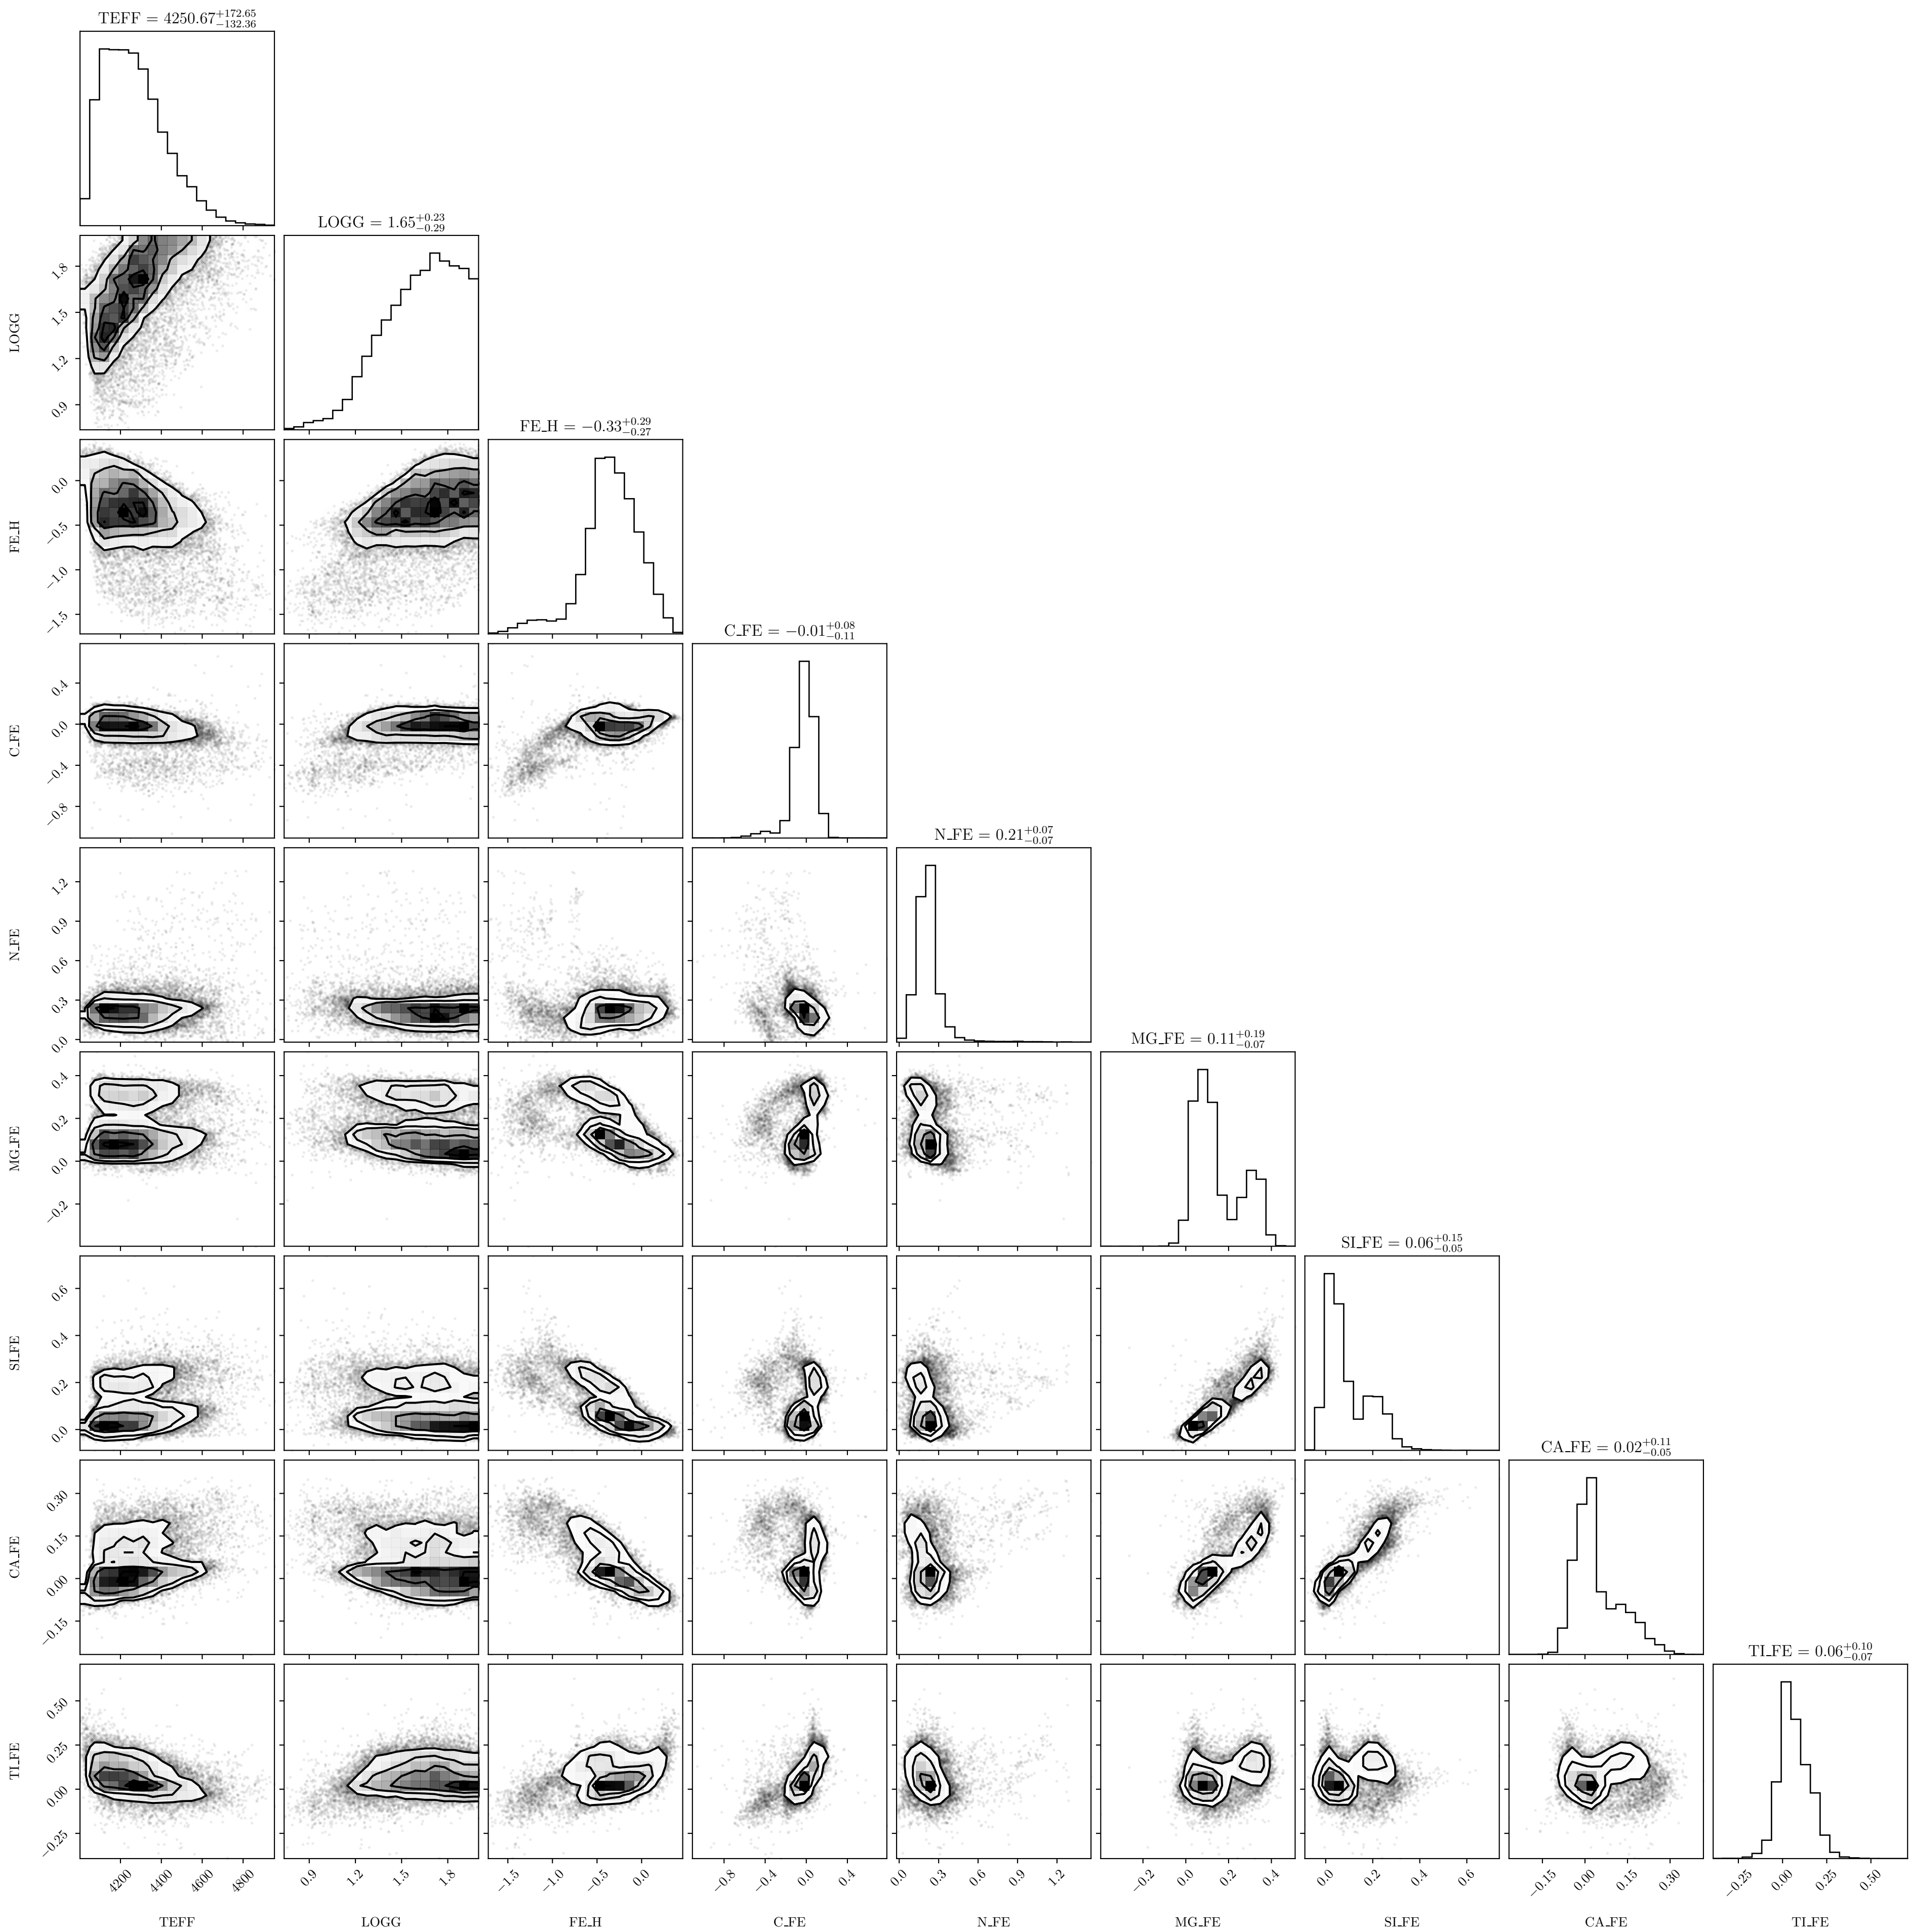 TEFF = 4250.67+172.65−132.36
LOGG = 1.65+0.23−0.29
LOGG
1.8
1.5
1.2
0.9
FE_H = −0.33+0.29−0.27
FE_H
0.0
−0.5
−1.0
−1.5
C_FE = −0.01+0.08−0.11
C_FE
0.4
0.0
−0.4
−0.8
N_FE = 0.21+0.07−0.07
N_FE
1.2
0.9
0.6
0.3
0.0
MG_FE = 0.11+0.19−0.07
MG_FE
0.4
0.2
0.0
−0.2
SI_FE = 0.06+0.15−0.05
SI_FE
0.6
0.4
0.2
0.0
CA_FE = 0.02+0.11−0.05
CA_FE
0.30
0.15
0.00
−0.15
TI_FE = 0.06+0.10−0.07
TI_FE
0.50
0.25
0.00
−0.25
4200 4400 4600 4800 0.9 1.2 1.5 1.8 −1.5 −1.0 −0.5 0.0 −0.8 −0.4 0.0 0.4 0.0 0.3 0.6 0.9 1.2 −0.2 0.0 0.2 0.4 0.0 0.2 0.4 0.6 −0.15 0.00 0.15 0.30 −0.25 0.00 0.25 0.50
TEFF LOGG FE_H C_FE N_FE MG_FE SI_FE CA_FE TI_FE